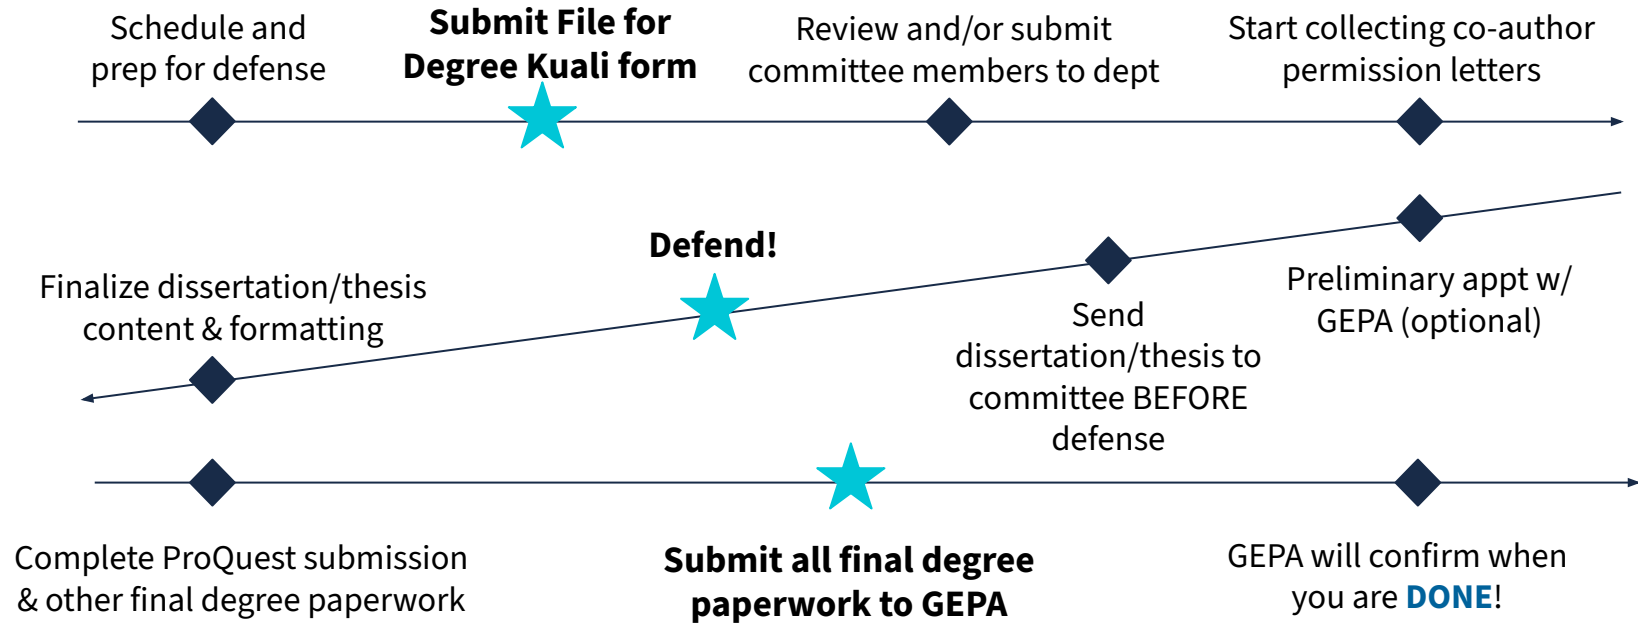 Schedule and
prep for defense
Submit File for
Degree Kuali form
Review and/or submit
committee members to dept
Start collecting co-author
permission letters
Preliminary appt w/
GEPA (optional)
Send
dissertation/thesis to
committee BEFORE
defense
Defend!
Finalize dissertation/thesis
content & formatting
Complete ProQuest submission
& other final degree paperwork
Submit all final degree
paperwork to GEPA
GEPA will confirm when
you are DONE!